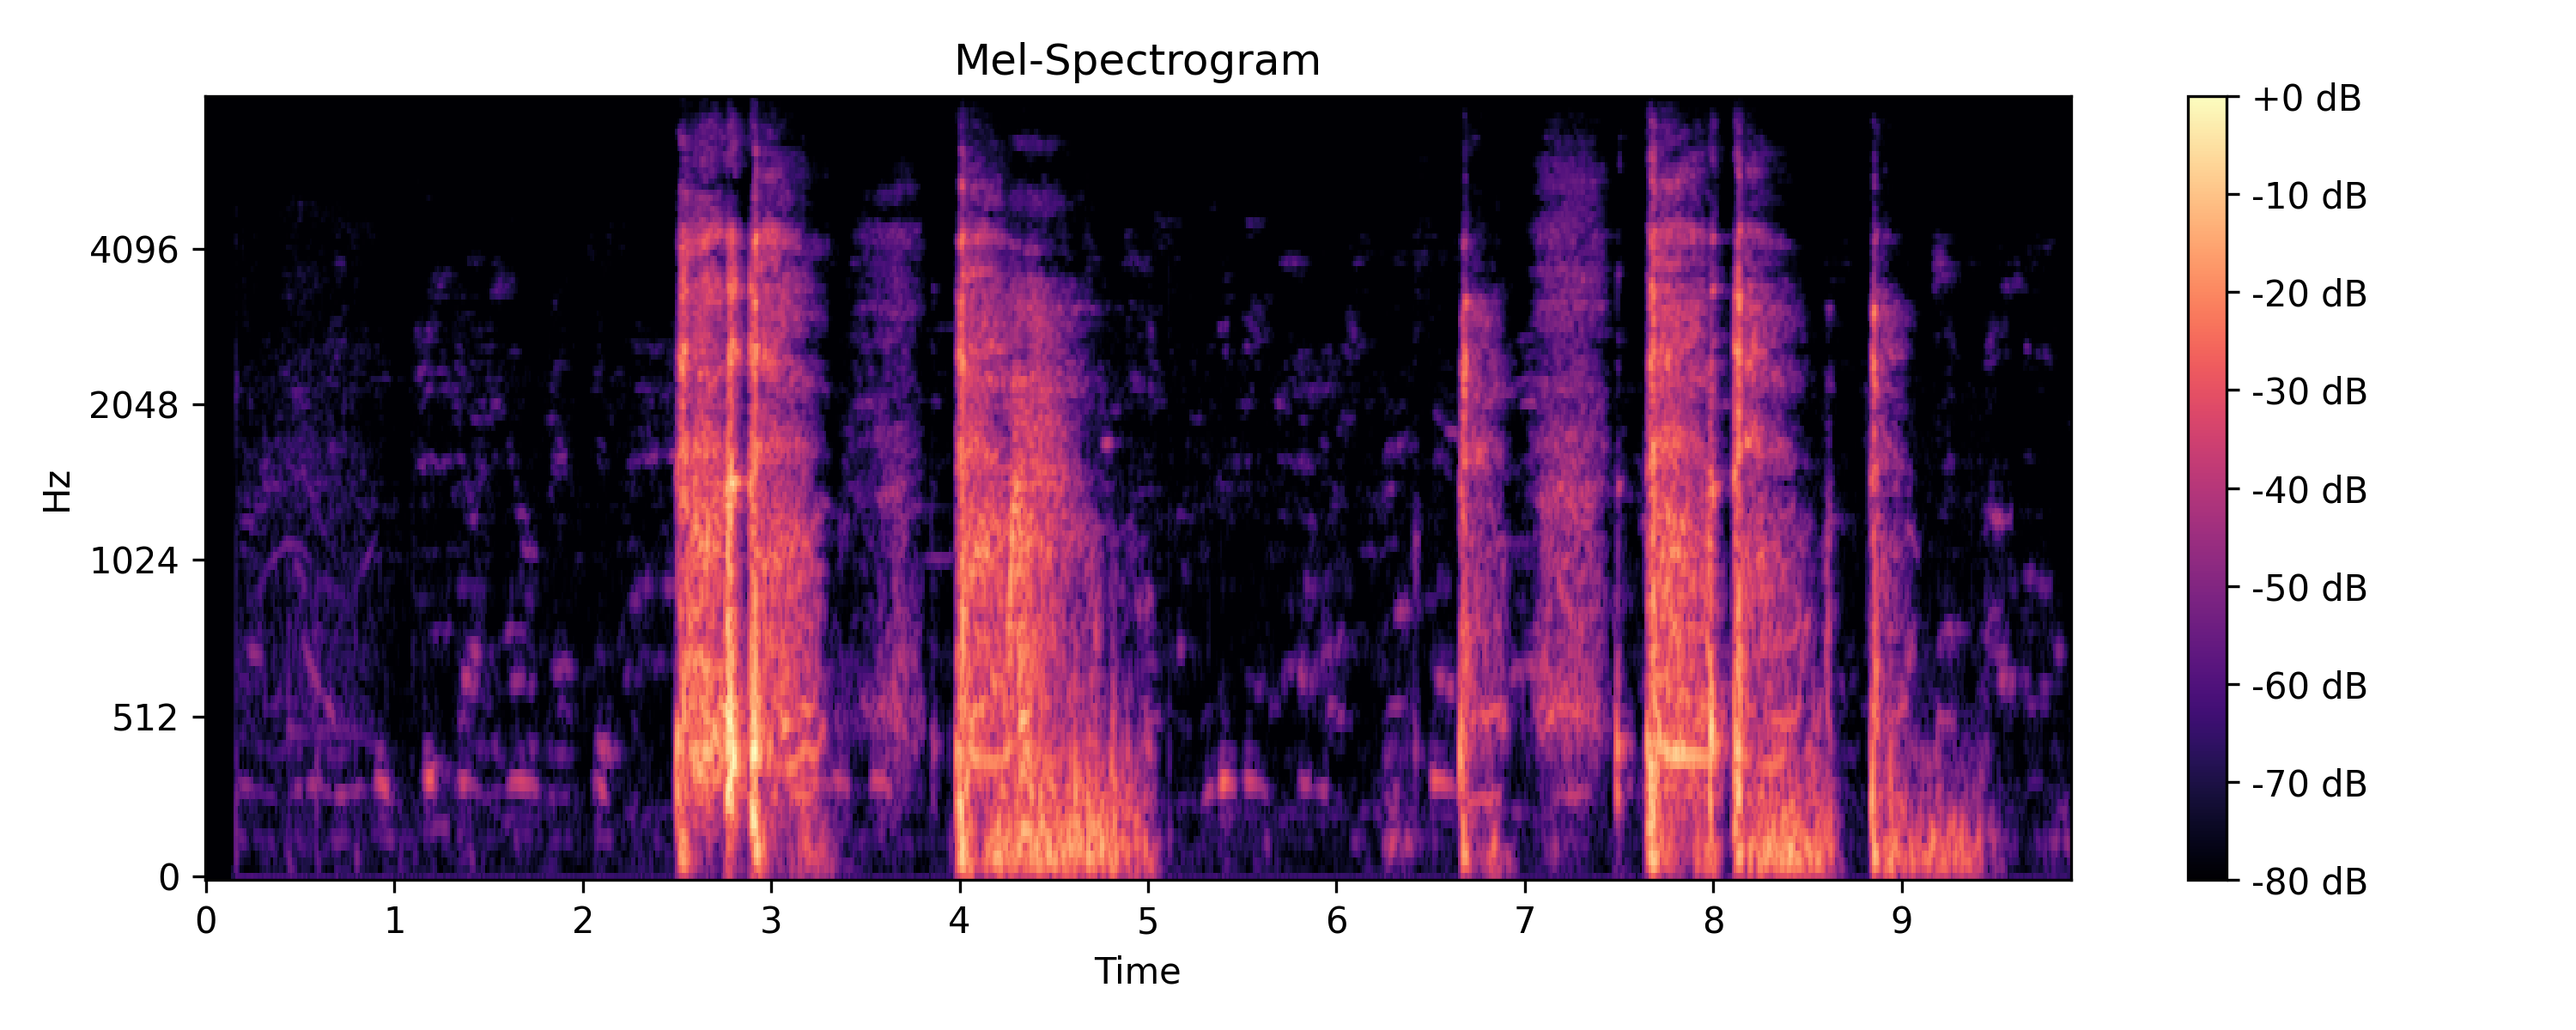 Mel-Spectrogram
+0 dB
-10 dB
-20 dB
-30 dB
-40 dB
-50 dB
-60 dB
-70 dB
-80 dB
Hz
4096
2048
1024
512
0
0 1 2 3 4 5 6 7 8 9
Time